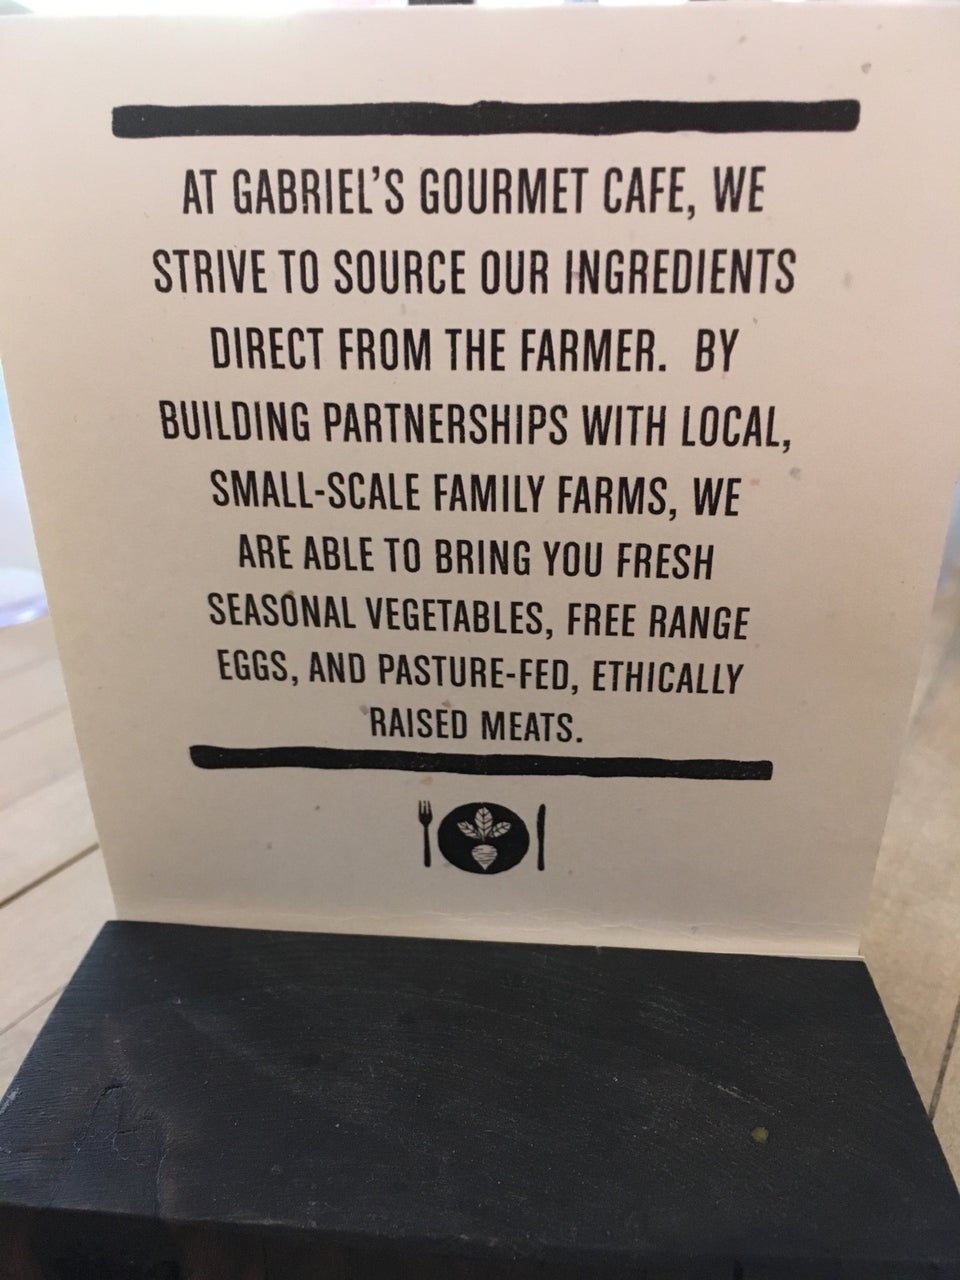 AT GABRIEL'S GOURMET CAFE, WE
STRIVE TO SOURCE OUR INGREDIENTS
DIRECT FROM THE FARMER. BY
BUILDING PARTNERSHIPS WITH LOCAL,
SMALL-SCALE FAMILY FARMS, WE
ARE ABLE TO BRING YOU FRESH
SEASONAL VEGETABLES, FREE RANGE
EGGS, AND PASTURE-FED, ETHICALLY
RAISED MEATS.